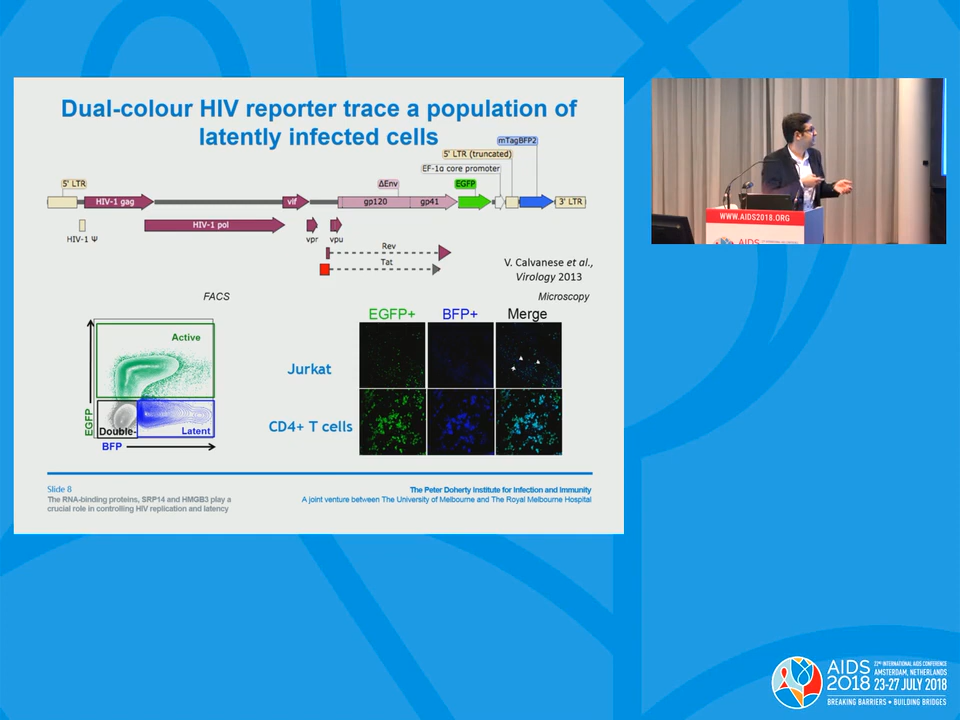 Dual-colour HIV reporter trace a population of
latently infected cells
mTagBFP2
5' LTR (truncated)
EF-1α core promoter
5' LTR
ΔEnv
EGFP
HIV-1 gag
vif
gp120
gp41
3' LTR
HIV-1 Ψ
HIV-1 pol
vpr
vpu
Rev
Tat
V. Calvanese et al.,
Virology 2013
FACS
Microscopy
EGFP+
BFP+
Merge
Active
Jurkat
EGFP
Double-
Latent
BFP
CD4+ T cells
Slide 8
The RNA-binding proteins, SRP14 and HMGB3 play a
crucial role in controlling HIV replication and latency
The Peter Doherty Institute for Infection and Immunity
A joint venture between The University of Melbourne and The Royal Melbourne Hospital
WWW.AIDS2018.ORG
AIDS
AIDS
2018
22ND INTERNATIONAL AIDS CONFERENCE
AMSTERDAM, NETHERLANDS
23-27 JULY 2018
BREAKING BARRIERS • BUILDING BRIDGES